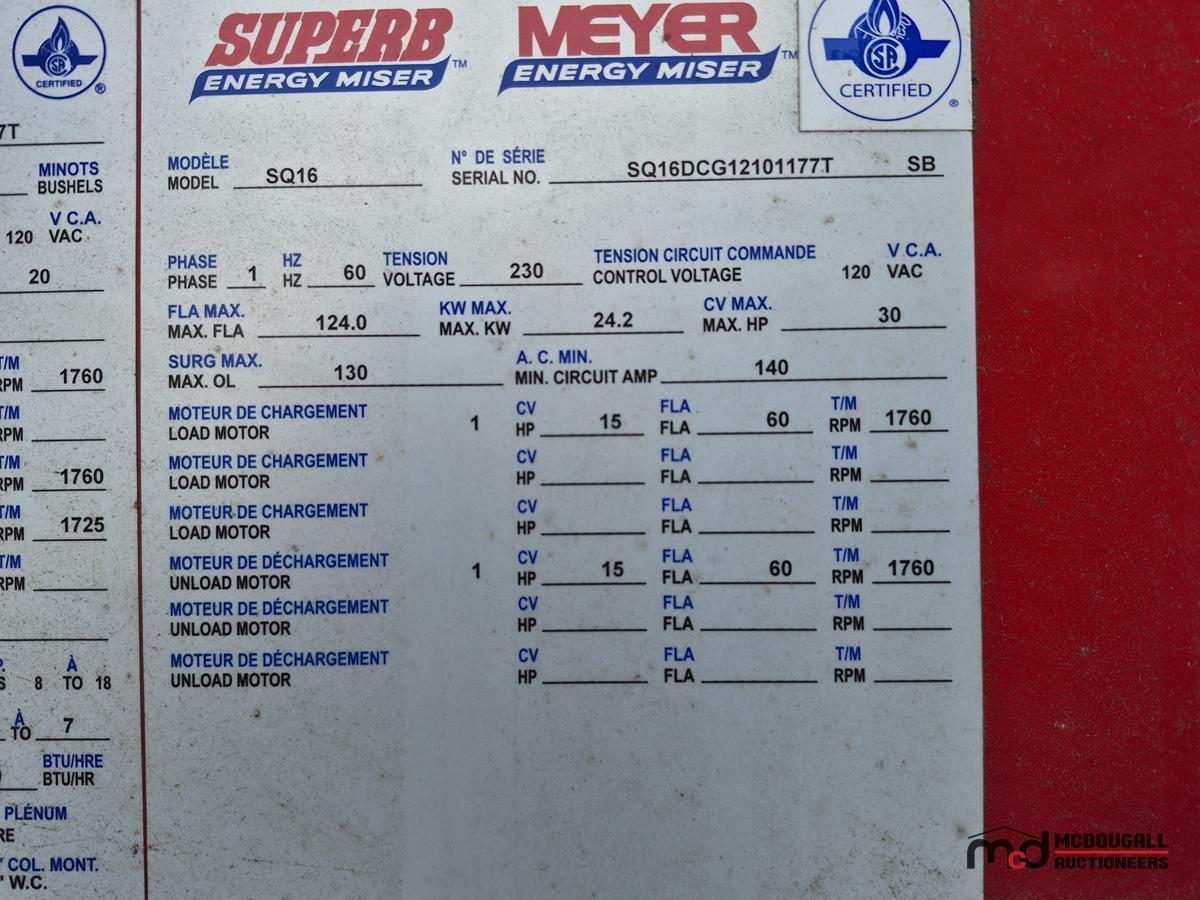 CSA
CERTIFIED ®
7T
MINOTS
BUSHELS
V C.A.
120 VAC
20
T/M
RPM 1760
T/M
RPM
T/M
RPM 1760
T/M
RPM 1725
T/M
RPM
P. À
S 8 TO 18
À
TO 7
BTU/HRE
BTU/HR
PLÉNUM
RE
" COL. MONT.
" W.C.
SUPERB ENERGY MISER ™
MEYER ENERGY MISER ™
CSA
CERTIFIED ®
MODÈLE N° DE SÉRIE
MODEL SQ16 SERIAL NO. SQ16DCG12101177T SB
PHASE HZ TENSION TENSION CIRCUIT COMMANDE V C.A.
PHASE 1 HZ 60 VOLTAGE 230 CONTROL VOLTAGE 120 VAC
FLA MAX. KW MAX. CV MAX.
MAX. FLA 124.0 MAX. KW 24.2 MAX. HP 30
SURG MAX. A. C. MIN.
MAX. OL 130 MIN. CIRCUIT AMP 140
MOTEUR DE CHARGEMENT CV FLA T/M
LOAD MOTOR 1 HP 15 FLA 60 RPM 1760
MOTEUR DE CHARGEMENT CV FLA T/M
LOAD MOTOR HP FLA RPM
MOTEUR DE CHARGEMENT CV FLA T/M
LOAD MOTOR HP FLA RPM
MOTEUR DE DÉCHARGEMENT CV FLA T/M
UNLOAD MOTOR 1 HP 15 FLA 60 RPM 1760
MOTEUR DE DÉCHARGEMENT CV FLA T/M
UNLOAD MOTOR HP FLA RPM
MOTEUR DE DÉCHARGEMENT CV FLA T/M
UNLOAD MOTOR HP FLA RPM
mcd MCDOUGALL
AUCTIONEERS